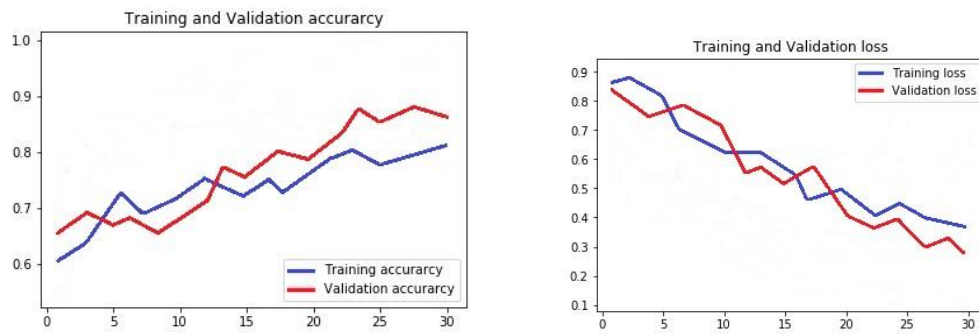 Training and Validation accurarcy
1.0
0.9
0.8
0.7
0.6
Training accurarcy
Validation accurarcy
0 5 10 15 20 25 30
Training and Validation loss
0.9
0.8
0.7
0.6
0.5
0.4
0.3
0.2
0.1
Training loss
Validation loss
0 5 10 15 20 25 30